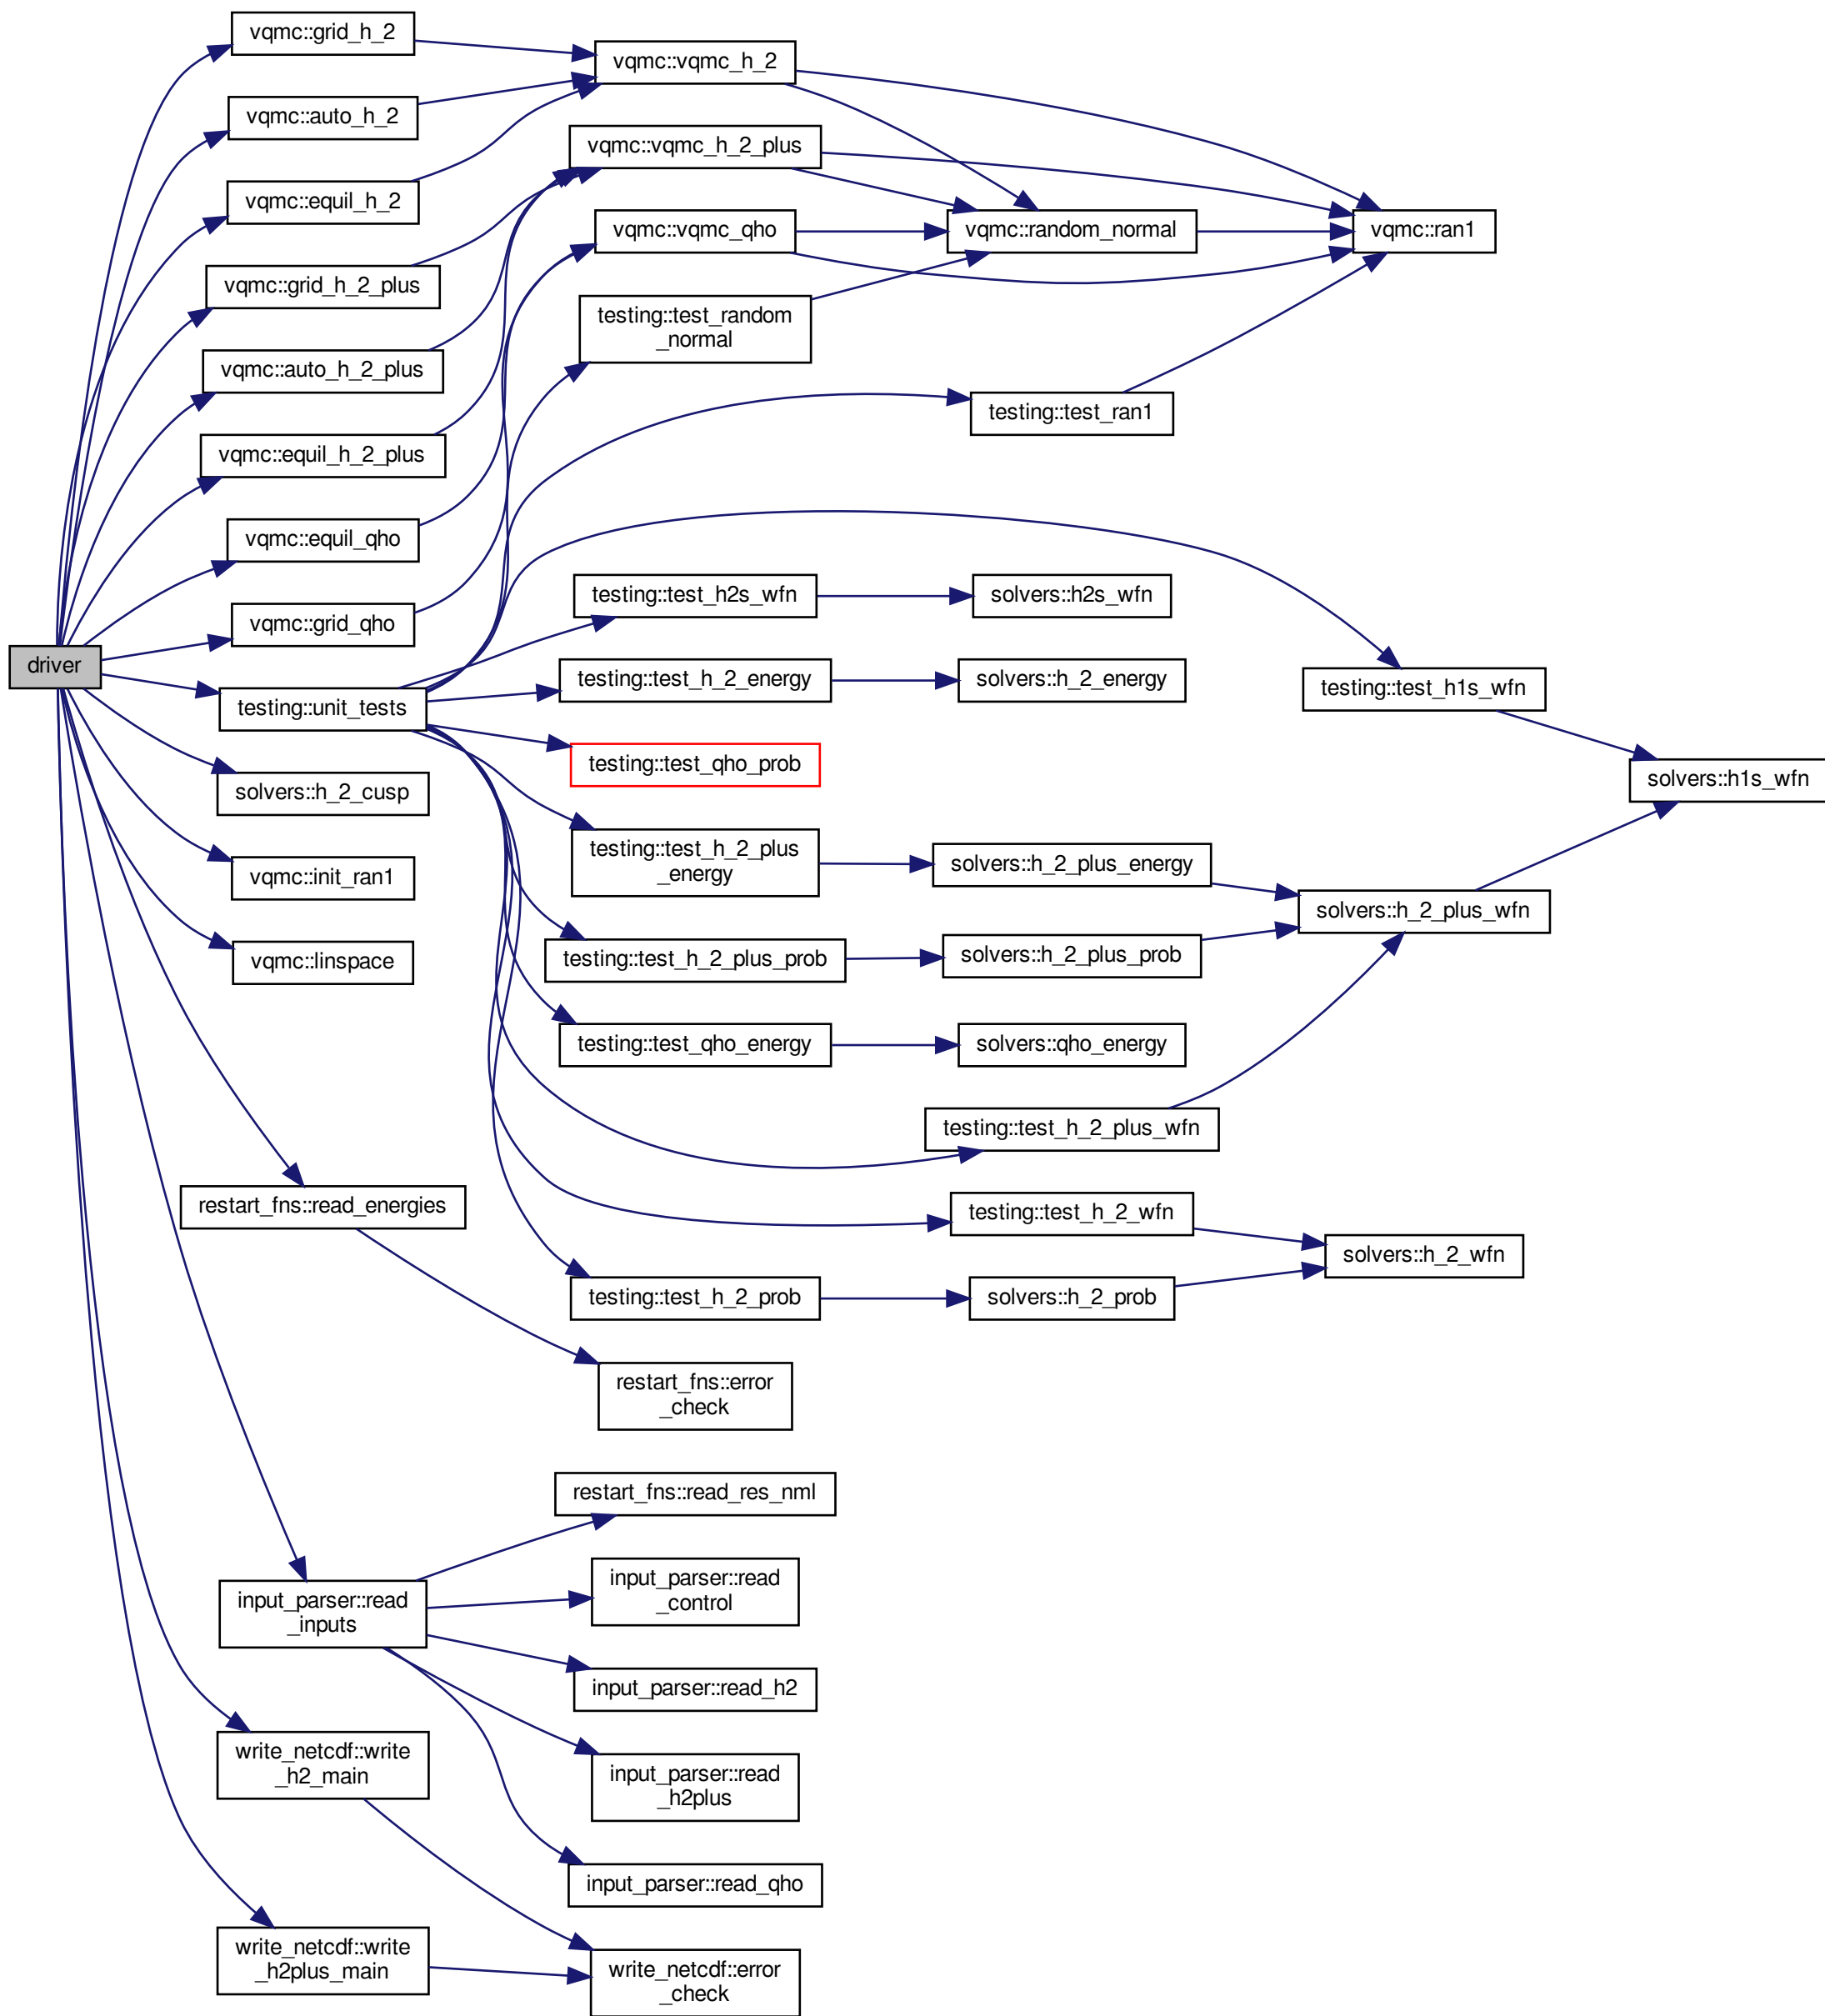 vqmc::grid_h_2
vqmc::vqmc_h_2
vqmc::auto_h_2
vqmc::vqmc_h_2_plus
vqmc::equil_h_2
vqmc::vqmc_qho
vqmc::random_normal
vqmc::ran1
vqmc::grid_h_2_plus
testing::test_random
_normal
vqmc::auto_h_2_plus
testing::test_ran1
vqmc::equil_h_2_plus
vqmc::equil_qho
testing::test_h2s_wfn
solvers::h2s_wfn
vqmc::grid_qho
driver
testing::test_h_2_energy
solvers::h_2_energy
testing::test_h1s_wfn
testing::unit_tests
testing::test_qho_prob
solvers::h1s_wfn
solvers::h_2_cusp
testing::test_h_2_plus
_energy
solvers::h_2_plus_energy
vqmc::init_ran1
solvers::h_2_plus_wfn
testing::test_h_2_plus_prob
solvers::h_2_plus_prob
vqmc::linspace
testing::test_qho_energy
solvers::qho_energy
testing::test_h_2_plus_wfn
restart_fns::read_energies
testing::test_h_2_wfn
solvers::h_2_wfn
testing::test_h_2_prob
solvers::h_2_prob
restart_fns::error
_check
restart_fns::read_res_nml
input_parser::read
_inputs
input_parser::read
_control
input_parser::read_h2
write_netcdf::write
_h2_main
input_parser::read
_h2plus
input_parser::read_qho
write_netcdf::write
_h2plus_main
write_netcdf::error
_check